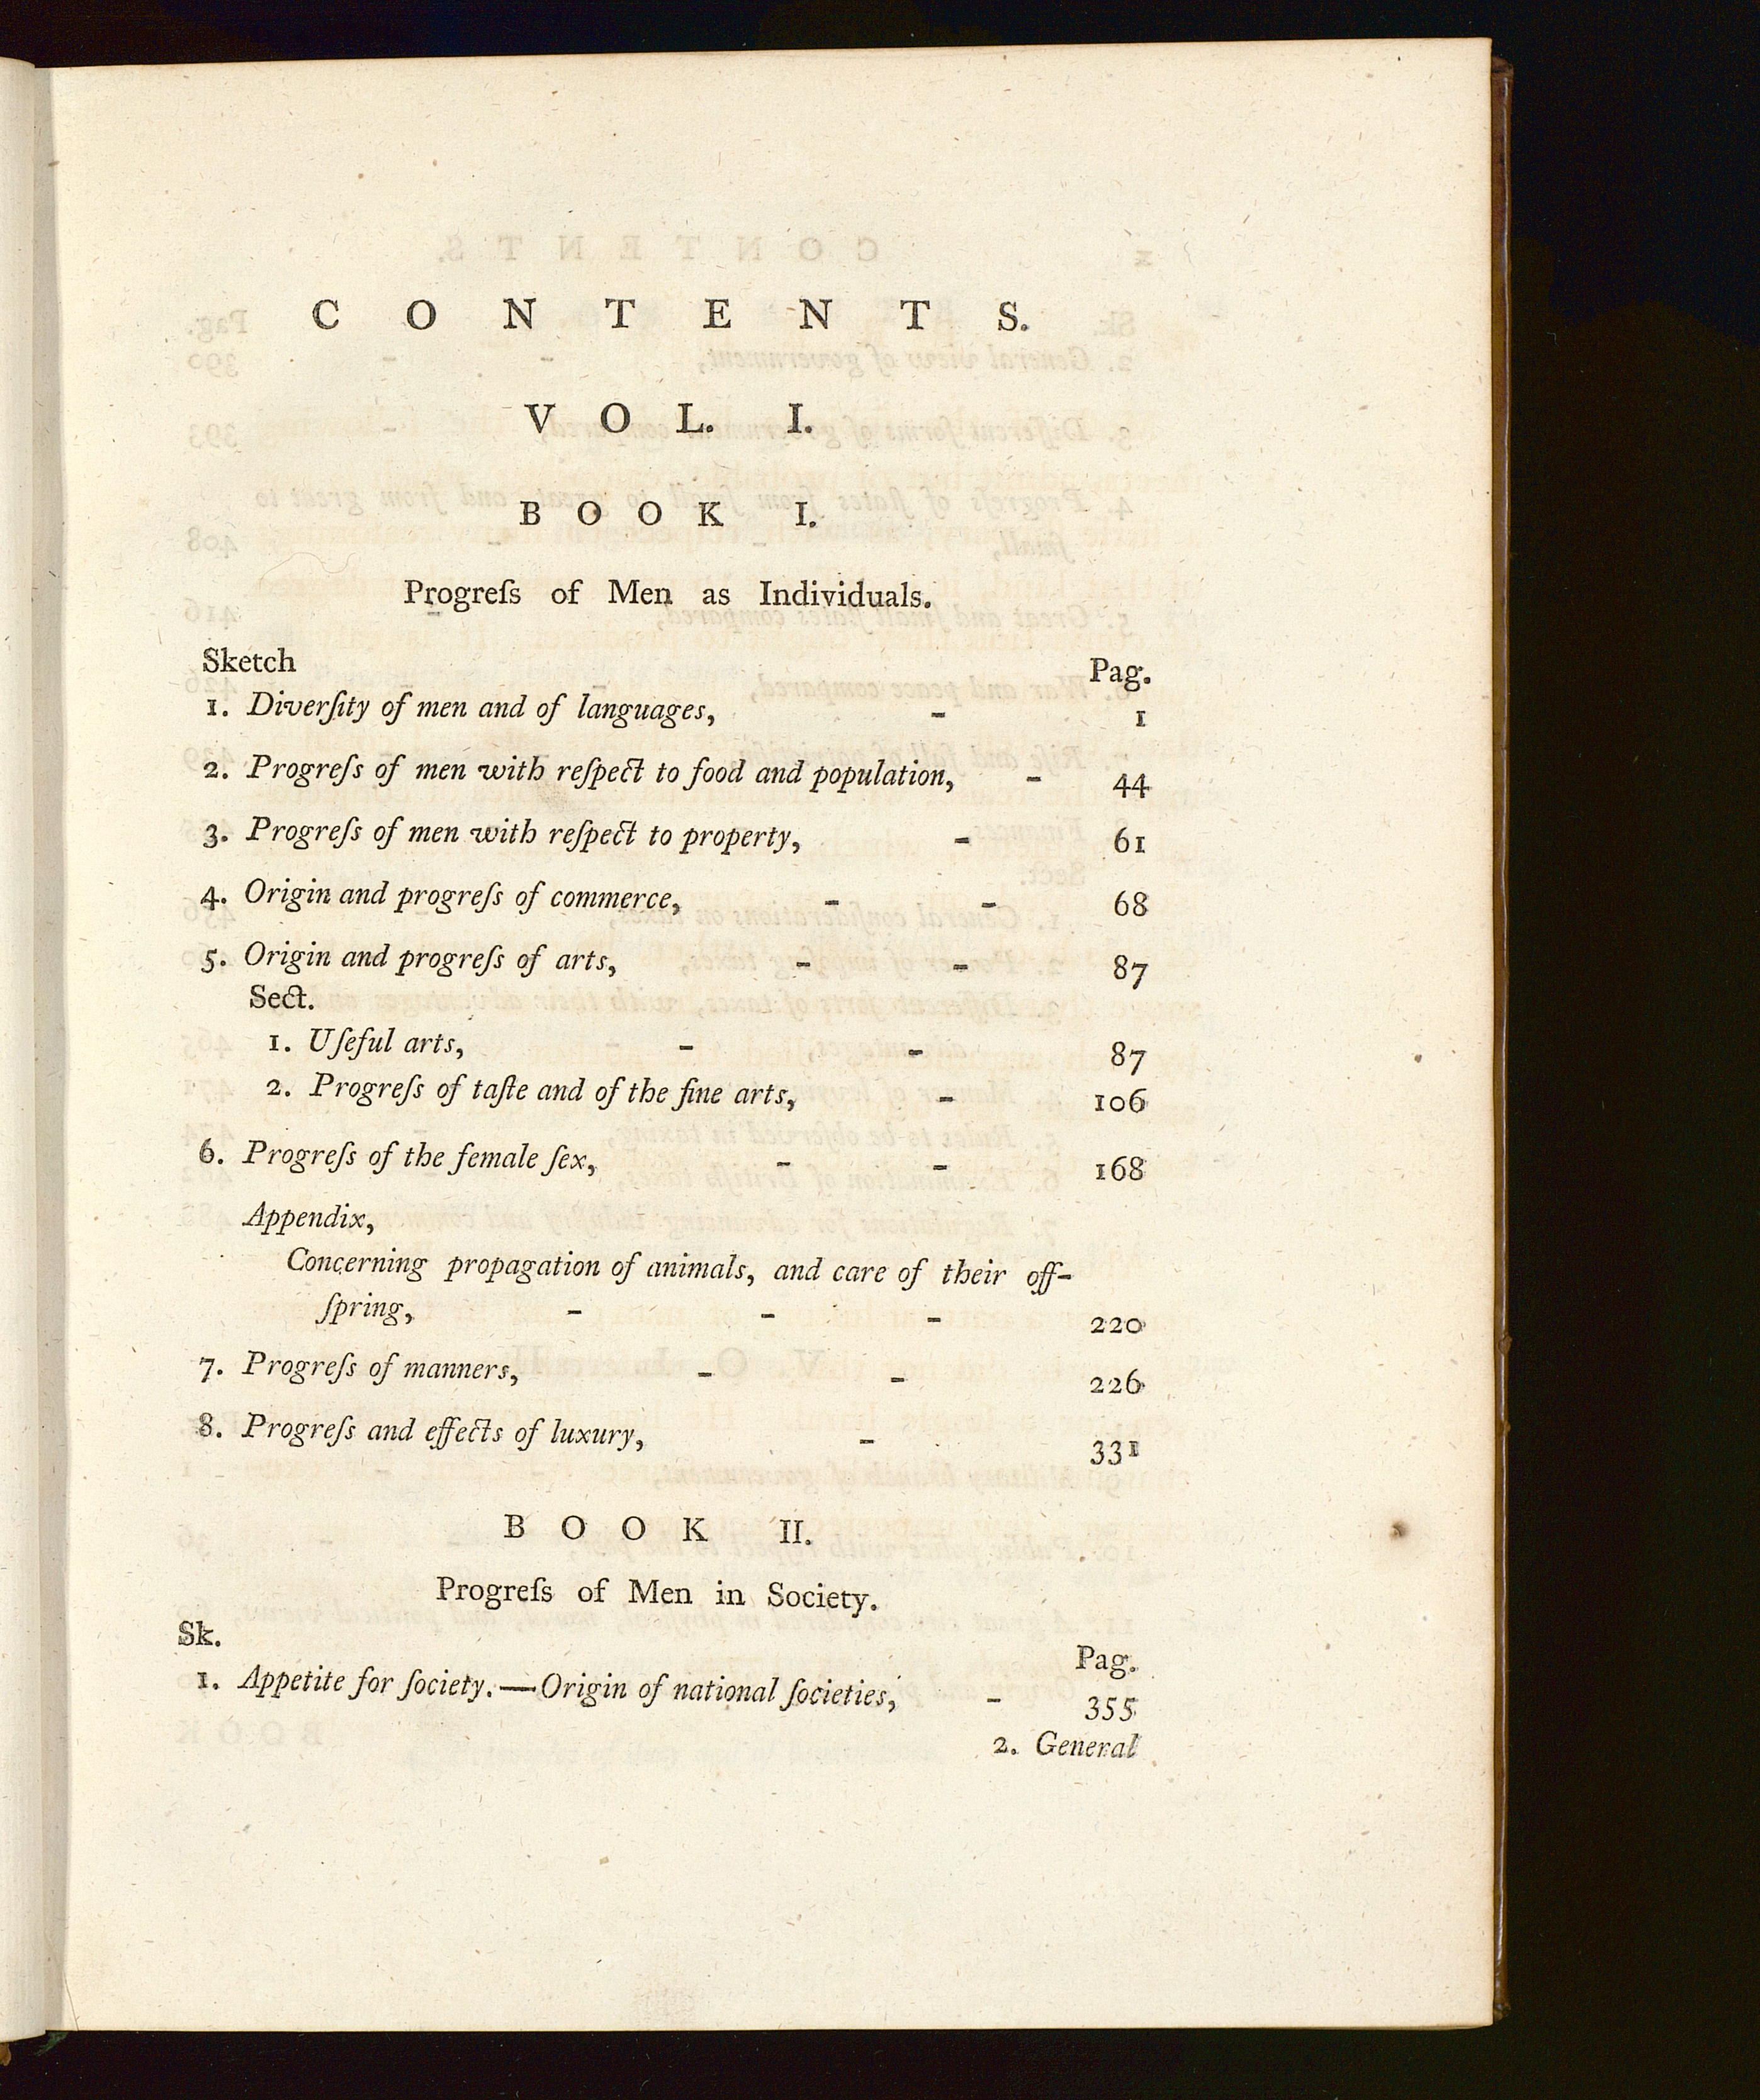 C O N T E N T S.
V O L. I.
B O O K I.
Progreſs of Men as Individuals.
Sketch Pag.
1. Diverſity of men and of languages, - 1
2. Progreſs of men with reſpect to food and population, - 44
3. Progreſs of men with reſpect to property, - 61
4. Origin and progreſs of commerce, - - 68
5. Origin and progreſs of arts, - - 87
Sect.
1. Uſeful arts, - - 87
2. Progreſs of taſte and of the fine arts, - 106
6. Progreſs of the female ſex, - - 168
Appendix,
Concerning propagation of animals, and care of their off-
ſpring, - - - 220
7. Progreſs of manners, - - 226
8. Progreſs and effects of luxury, - 331
B O O K II.
Progreſs of Men in Society.
Sk. Pag.
1. Appetite for ſociety.—Origin of national ſocieties, - 355
2. General